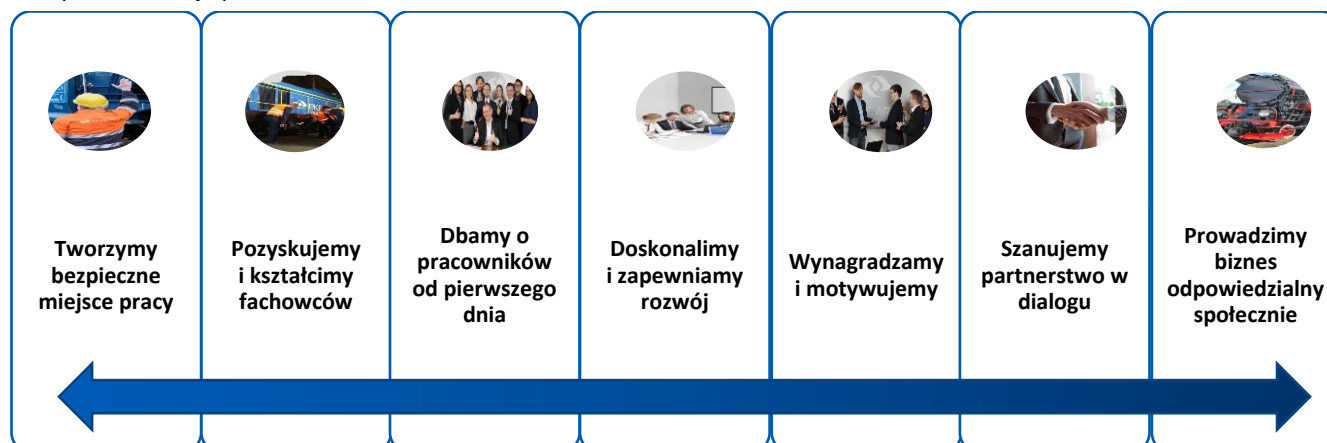 Tworzymy
bezpieczne
miejsce pracy
Pozyskujemy
i kształcimy
fachowców
Dbamy o
pracowników
od pierwszego
dnia
Doskonalimy
i zapewniamy
rozwój
Wynagradzamy
i motywujemy
Szanujemy
partnerstwo w
dialogu
Prowadzimy
biznes
odpowiedzialny
społecznie